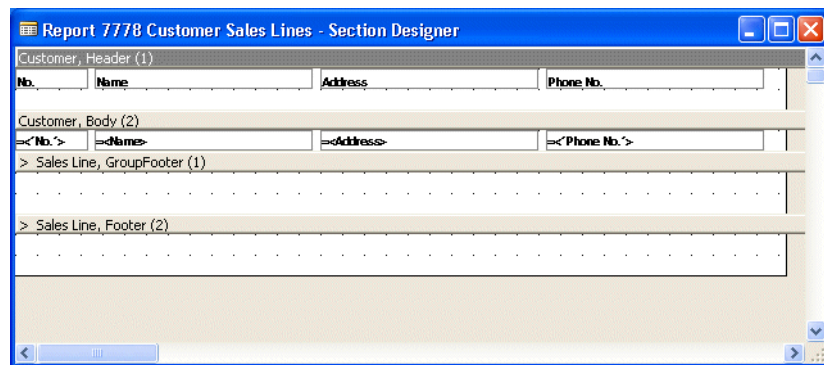 Report 7778 Customer Sales Lines - Section Designer
Customer, Header (1)
No. Name Address Phone No.
Customer, Body (2)
=<'No.'> =<Name> =<Address> =<'Phone No.'>
> Sales Line, GroupFooter (1)
> Sales Line, Footer (2)